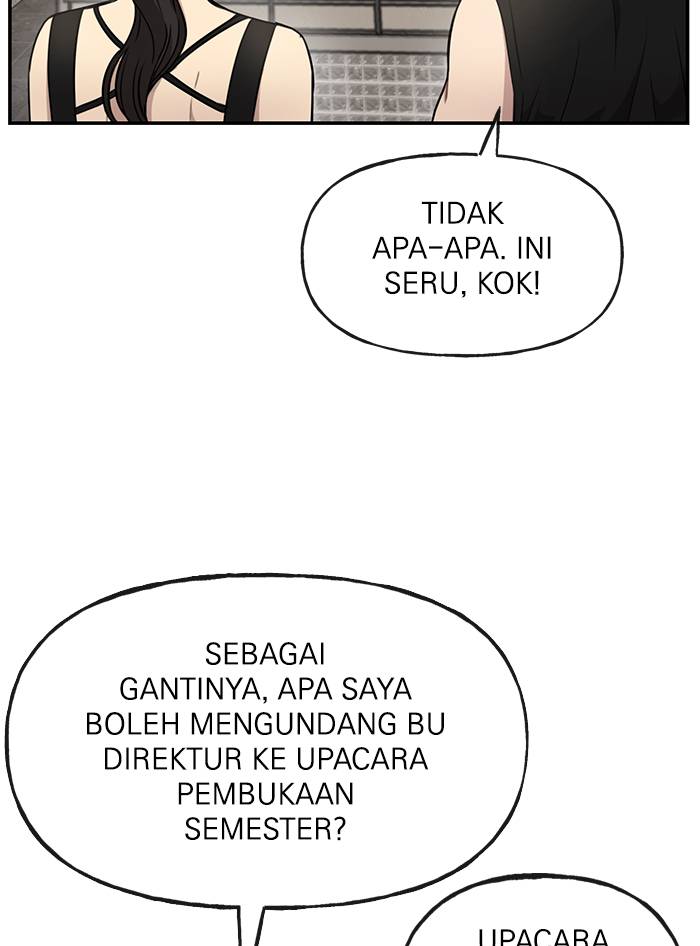 TIDAK
APA-APA. INI
SERU, KOK!
SEBAGAI
GANTINYA, APA SAYA
BOLEH MENGUNDANG BU
DIREKTUR KE UPACARA
PEMBUKAAN
SEMESTER?
UPACARA